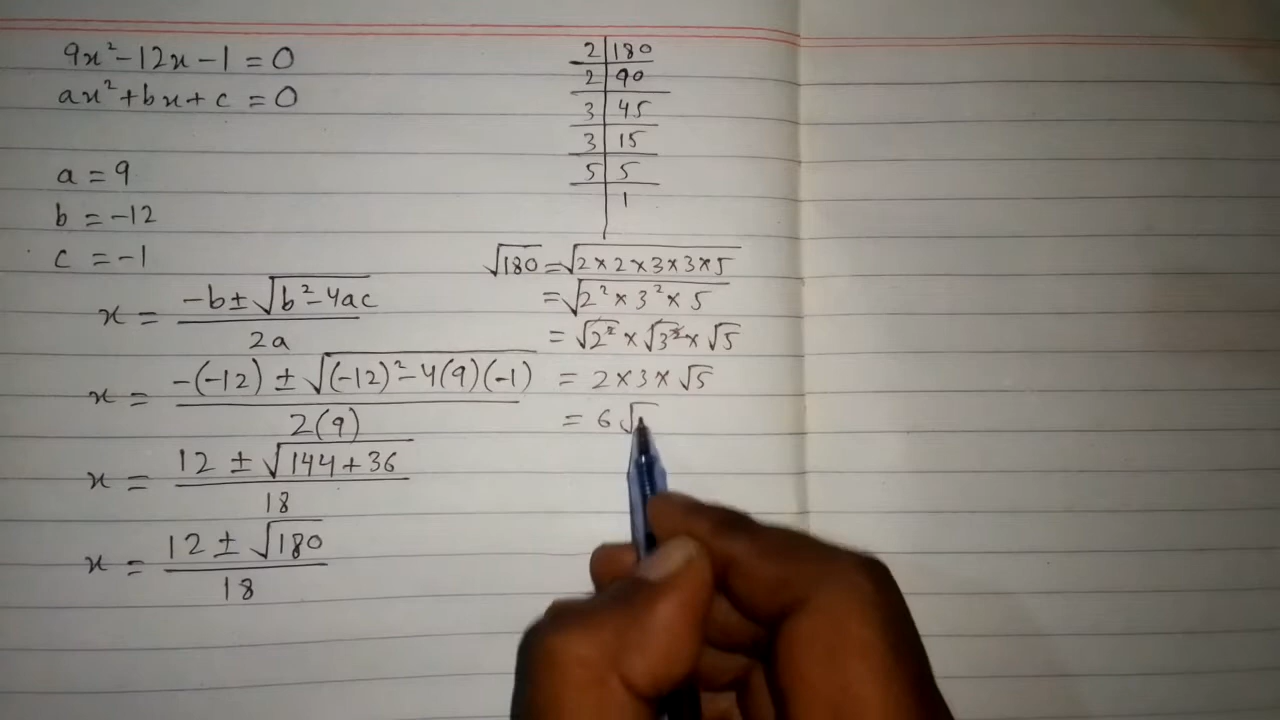 9x²-12x-1=0
ax²+bx+c=0
a=9
b=-12
c=-1
x = (-b±√(b²-4ac))/2a
x = (-(-12) ± √((-12)²-4(9)(-1)))/2(9)
x = (12 ± √(144+36))/18
x = (12 ± √180)/18
2|180
2|90
3|45
3|15
5|5
|1
√180=√(2×2×3×3×5)
=√(2²×3²×5)
=√2²×√3²×√5
= 2×3×√5
= 6√